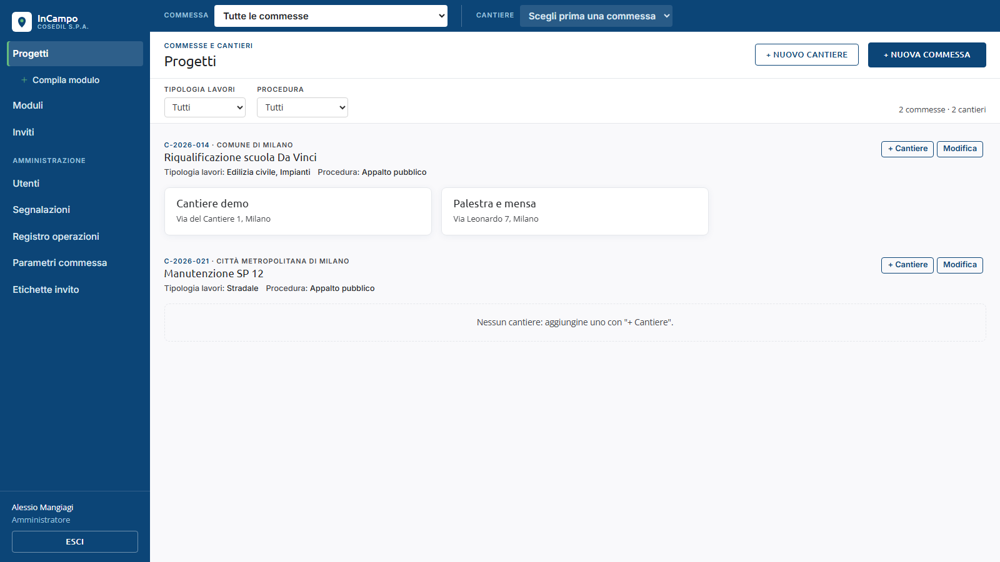 InCampo
COSEDIL S.P.A.
Progetti
+ Compila modulo
Moduli
Inviti
AMMINISTRAZIONE
Utenti
Segnalazioni
Registro operazioni
Parametri commessa
Etichette invito
Alessio Mangiagi
Amministratore
ESCI
COMMESSA Tutte le commesse CANTIERE Scegli prima una commessa
COMMESSE E CANTIERI
Progetti
+ NUOVO CANTIERE + NUOVA COMMESSA
TIPOLOGIA LAVORI PROCEDURA
Tutti Tutti
2 commesse · 2 cantieri
C-2026-014 · COMUNE DI MILANO
Riqualificazione scuola Da Vinci
Tipologia lavori: Edilizia civile, Impianti Procedura: Appalto pubblico
+ Cantiere Modifica
Cantiere demo
Via del Cantiere 1, Milano
Palestra e mensa
Via Leonardo 7, Milano
C-2026-021 · CITTÀ METROPOLITANA DI MILANO
Manutenzione SP 12
Tipologia lavori: Stradale Procedura: Appalto pubblico
+ Cantiere Modifica
Nessun cantiere: aggiungine uno con "+ Cantiere".